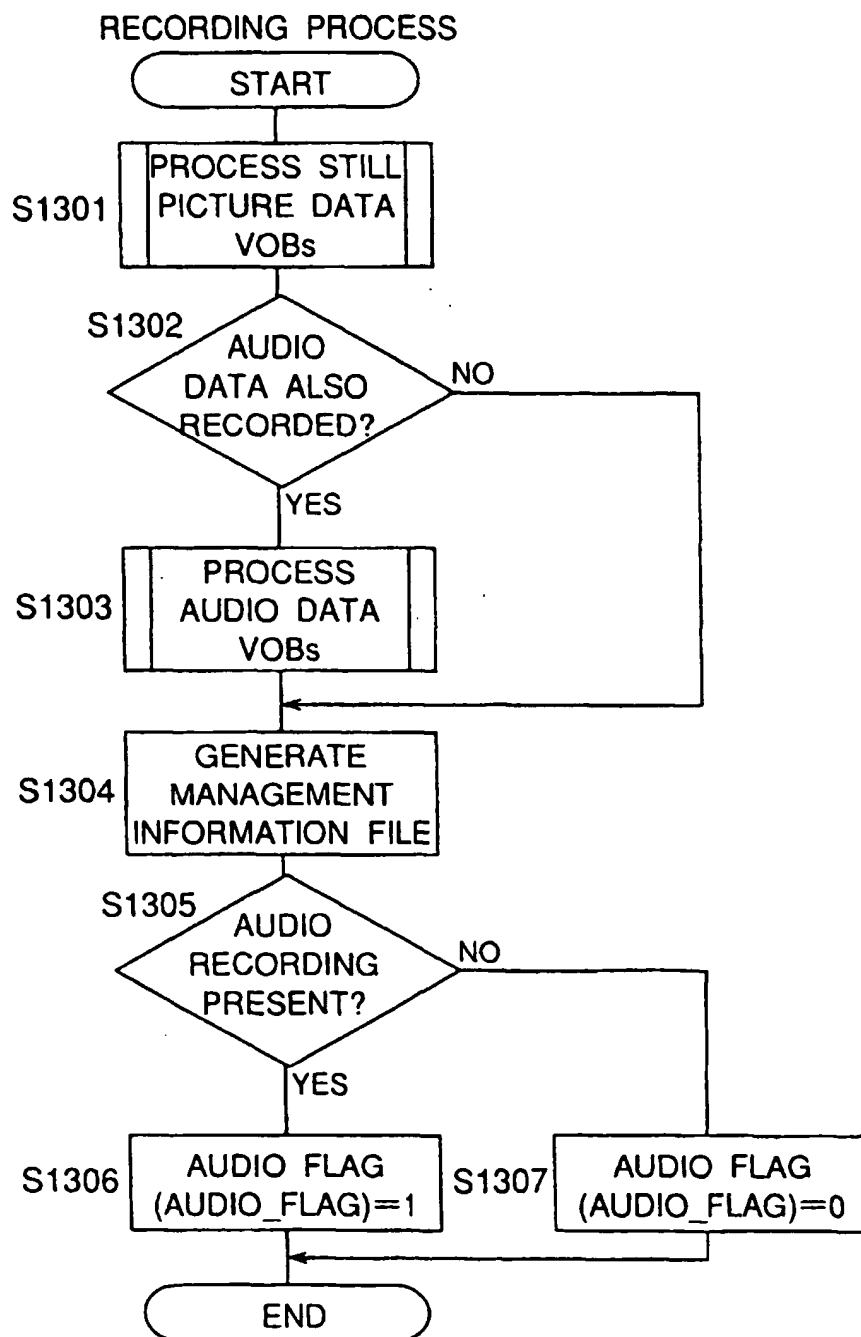 RECORDING PROCESS
START
S1301
PROCESS STILL
PICTURE DATA
VOBs
S1302
AUDIO
DATA ALSO
RECORDED?
NO
YES
S1303
PROCESS
AUDIO DATA
VOBs
S1304
GENERATE
MANAGEMENT
INFORMATION FILE
S1305
AUDIO
RECORDING
PRESENT?
NO
YES
S1306
AUDIO FLAG
(AUDIO_FLAG)=1
S1307
AUDIO FLAG
(AUDIO_FLAG)=0
END